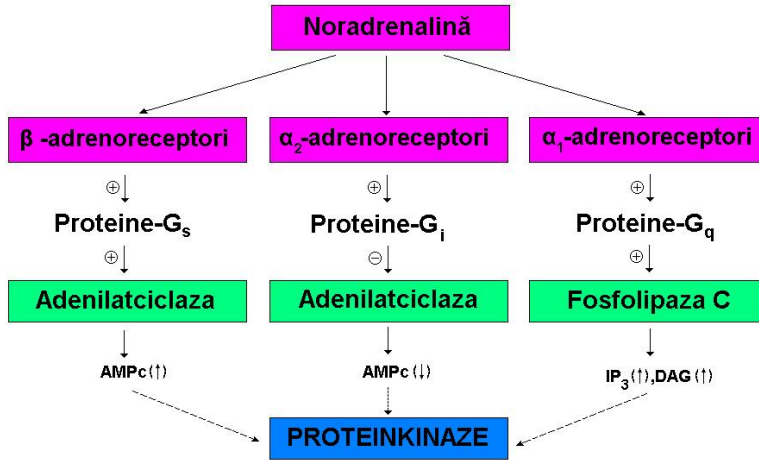 Noradrenalină
β -adrenoreceptori
α₂-adrenoreceptori
α₁-adrenoreceptori
⊕
⊕
⊕
Proteine-Gₛ
Proteine-Gᵢ
Proteine-G_q
⊕
⊖
⊕
Adenilatciclaza
Adenilatciclaza
Fosfolipaza C
AMPc(↑)
AMPc(↓)
IP₃(↑),DAG(↑)
PROTEINKINAZE